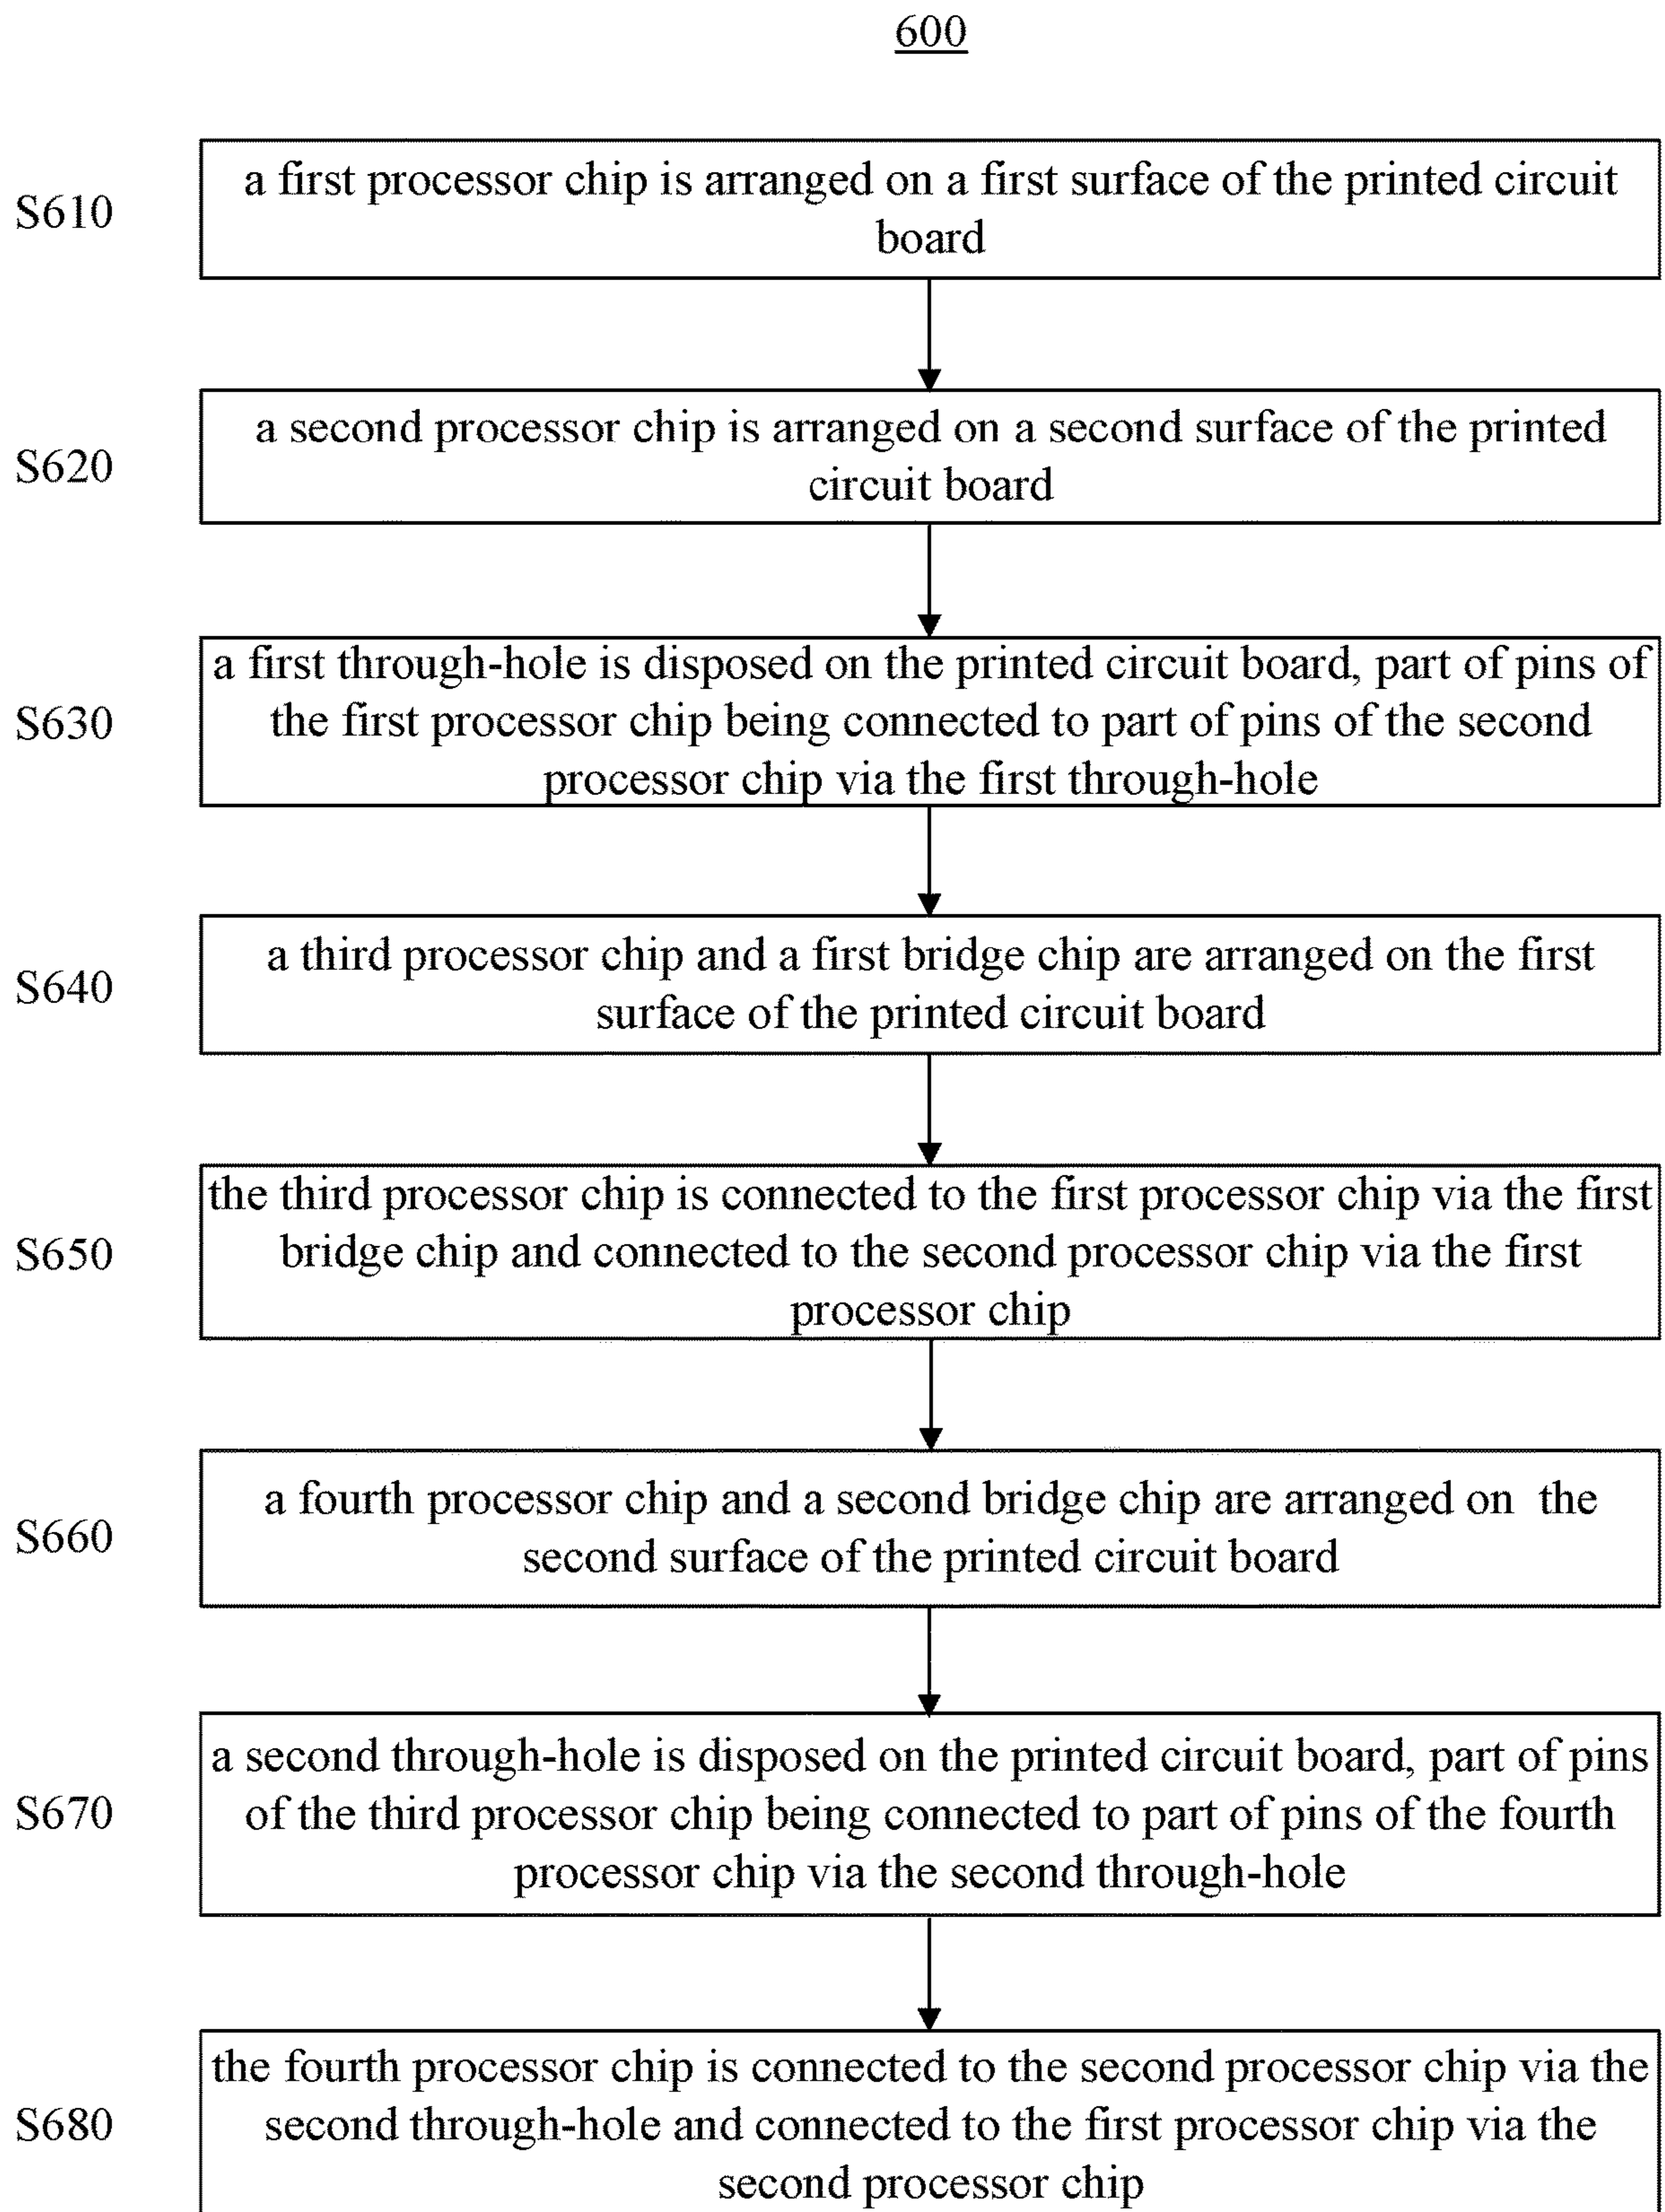 600
S610
a first processor chip is arranged on a first surface of the printed circuit
board
S620
a second processor chip is arranged on a second surface of the printed
circuit board
S630
a first through-hole is disposed on the printed circuit board, part of pins of
the first processor chip being connected to part of pins of the second
processor chip via the first through-hole
S640
a third processor chip and a first bridge chip are arranged on the first
surface of the printed circuit board
S650
the third processor chip is connected to the first processor chip via the first
bridge chip and connected to the second processor chip via the first
processor chip
S660
a fourth processor chip and a second bridge chip are arranged on the
second surface of the printed circuit board
S670
a second through-hole is disposed on the printed circuit board, part of pins
of the third processor chip being connected to part of pins of the fourth
processor chip via the second through-hole
S680
the fourth processor chip is connected to the second processor chip via the
second through-hole and connected to the first processor chip via the
second processor chip